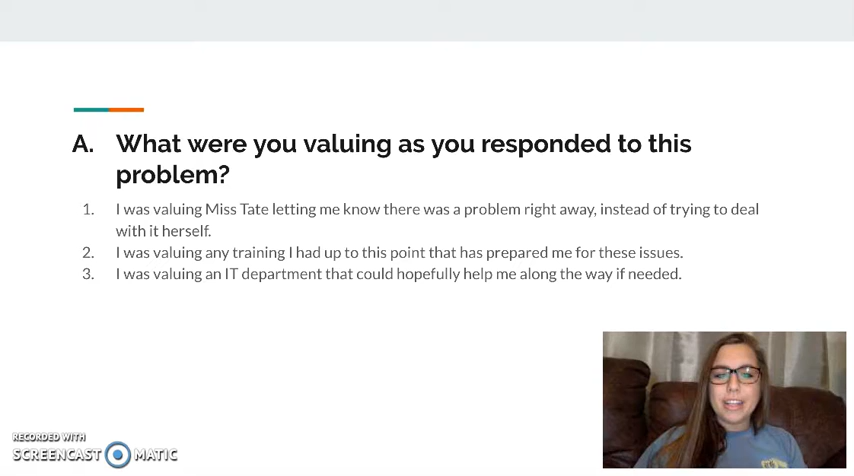 A. What were you valuing as you responded to this
problem?
1. I was valuing Miss Tate letting me know there was a problem right away, instead of trying to deal
with it herself.
2. I was valuing any training I had up to this point that has prepared me for these issues.
3. I was valuing an IT department that could hopefully help me along the way if needed.
RECORDED WITH
SCREENCAST MATIC